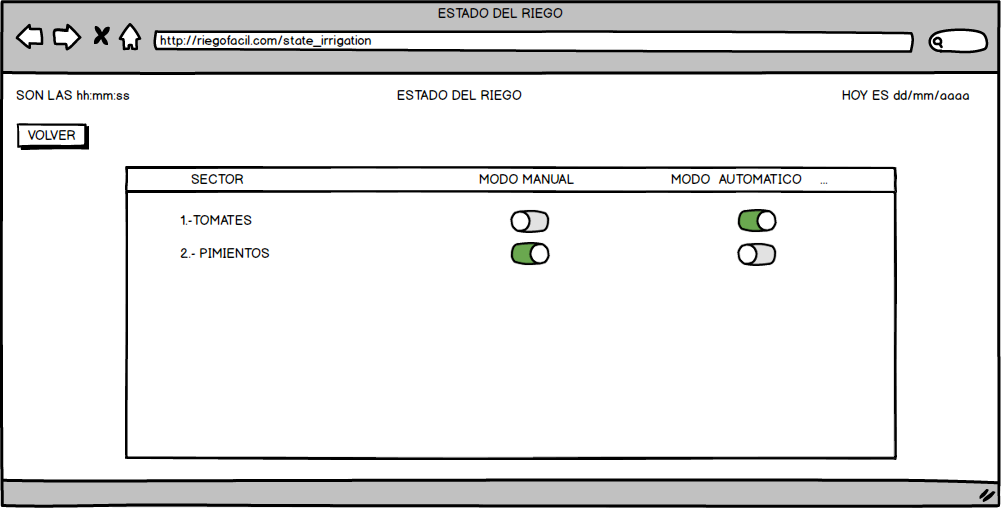 ESTADO DEL RIEGO
http://riegofacil.com/state_irrigation
SON LAS hh:mm:ss ESTADO DEL RIEGO HOY ES dd/mm/aaaa
VOLVER
SECTOR MODO MANUAL MODO AUTOMATICO ...
1.-TOMATES
2.- PIMIENTOS